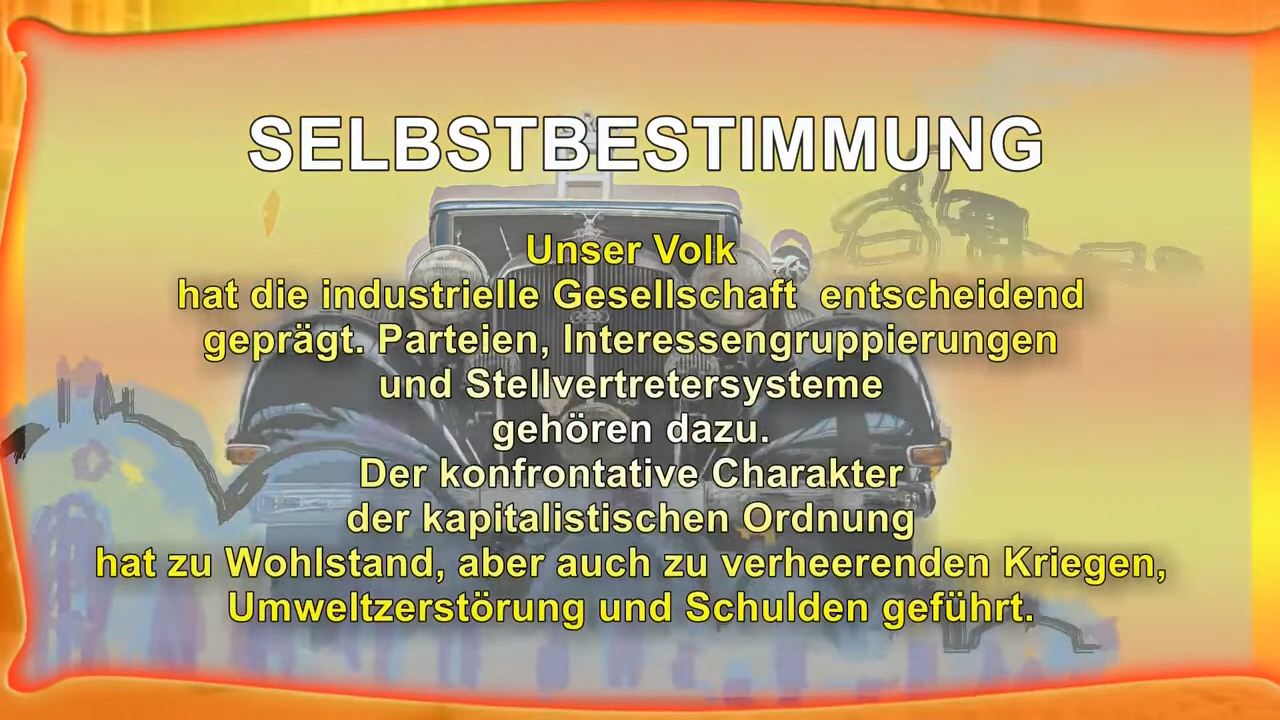 SELBSTBESTIMMUNG
Unser Volk
hat die industrielle Gesellschaft entscheidend
geprägt. Parteien, Interessengruppierungen
und Stellvertretersysteme
gehören dazu.
Der konfrontative Charakter
der kapitalistischen Ordnung
hat zu Wohlstand, aber auch zu verheerenden Kriegen,
Umweltzerstörung und Schulden geführt.